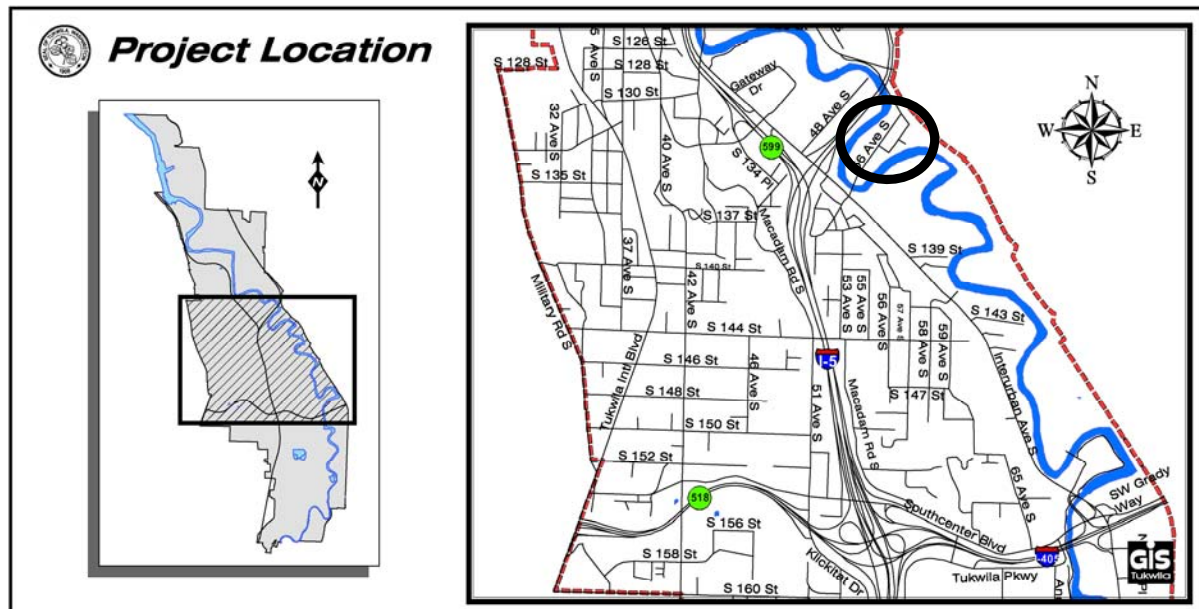 Project Location
N
S 126 St
S 128 St
S 128 St
S 130 St
Gateway
Dr
32 Ave S
37 Ave S
40 Ave S
48 Ave S
599
S 134 Pl
S 135 St
S 137 St
Macadam Rd S
N
W
E
S
S 139 St
S 140 St
Military Rd S
42 Ave S
53 Ave S
55 Ave S
56 Ave S
57 Ave S
58 Ave S
59 Ave S
S 143 St
S 144 St
I-5
S 146 St
46 Ave S
S 147 St
S 148 St
Tukwila Intl Blvd
51 Ave S
Macadam Rd S
Interurban Ave S
S 150 St
S 152 St
518
65 Ave S
SW Grady
Way
S 156 St
Southcenter Blvd
S 158 St
Klickitat Dr
Tukwila Pkwy
S 160 St
GIS
Tukwila